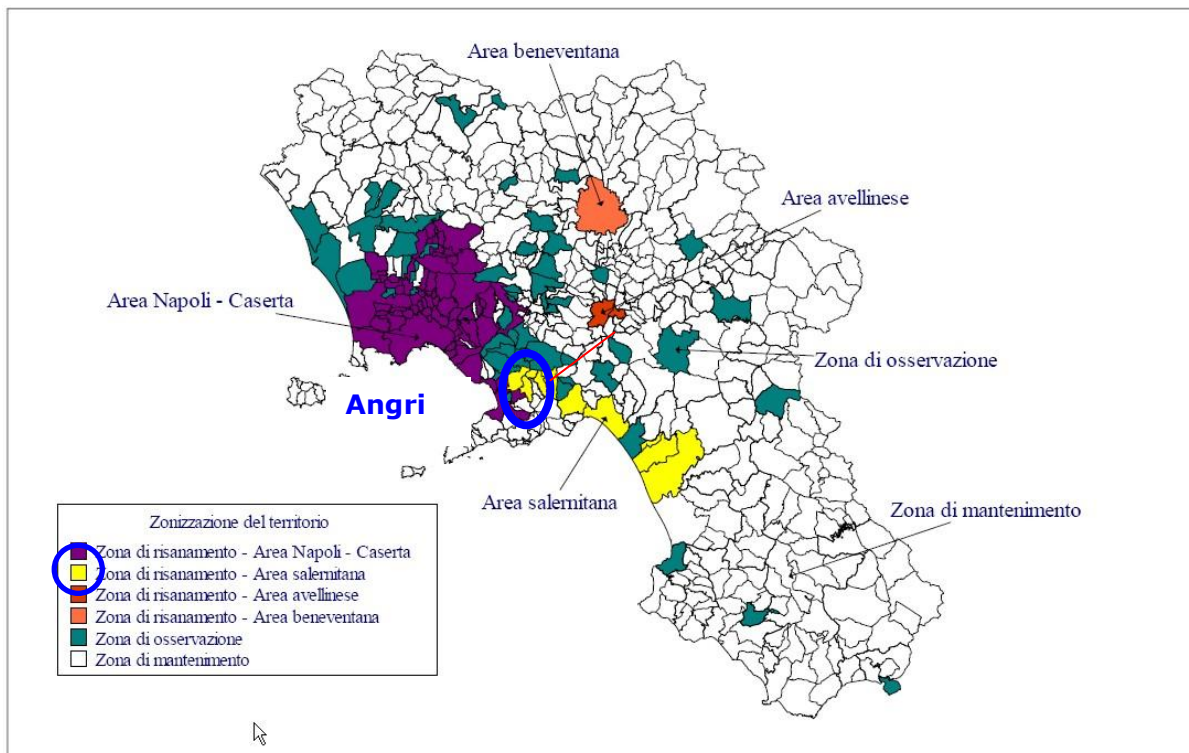 Area beneventana
Area avellinese
Area Napoli - Caserta
Zona di osservazione
Angri
Area salernitana
Zona di mantenimento
Zonizzazione del territorio
Zona di risanamento - Area Napoli - Caserta
Zona di risanamento - Area salernitana
Zona di risanamento - Area avellinese
Zona di risanamento - Area beneventana
Zona di osservazione
Zona di mantenimento